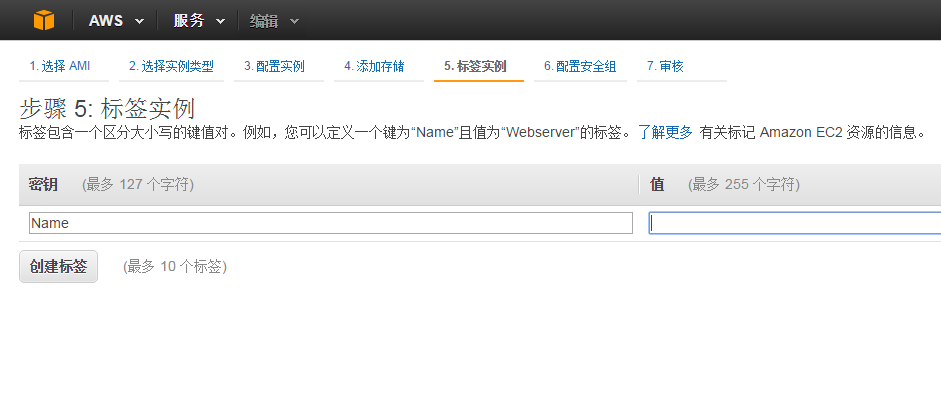 AWS 服务 编辑
1. 选择 AMI 2. 选择实例类型 3. 配置实例 4. 添加存储 5. 标签实例 6. 配置安全组 7. 审核
步骤 5: 标签实例
标签包含一个区分大小写的键值对。例如，您可以定义一个键为“Name”且值为“Webserver”的标签。 了解更多 有关标记 Amazon EC2 资源的信息。
密钥 (最多 127 个字符) 值 (最多 255 个字符)
Name
创建标签 (最多 10 个标签)